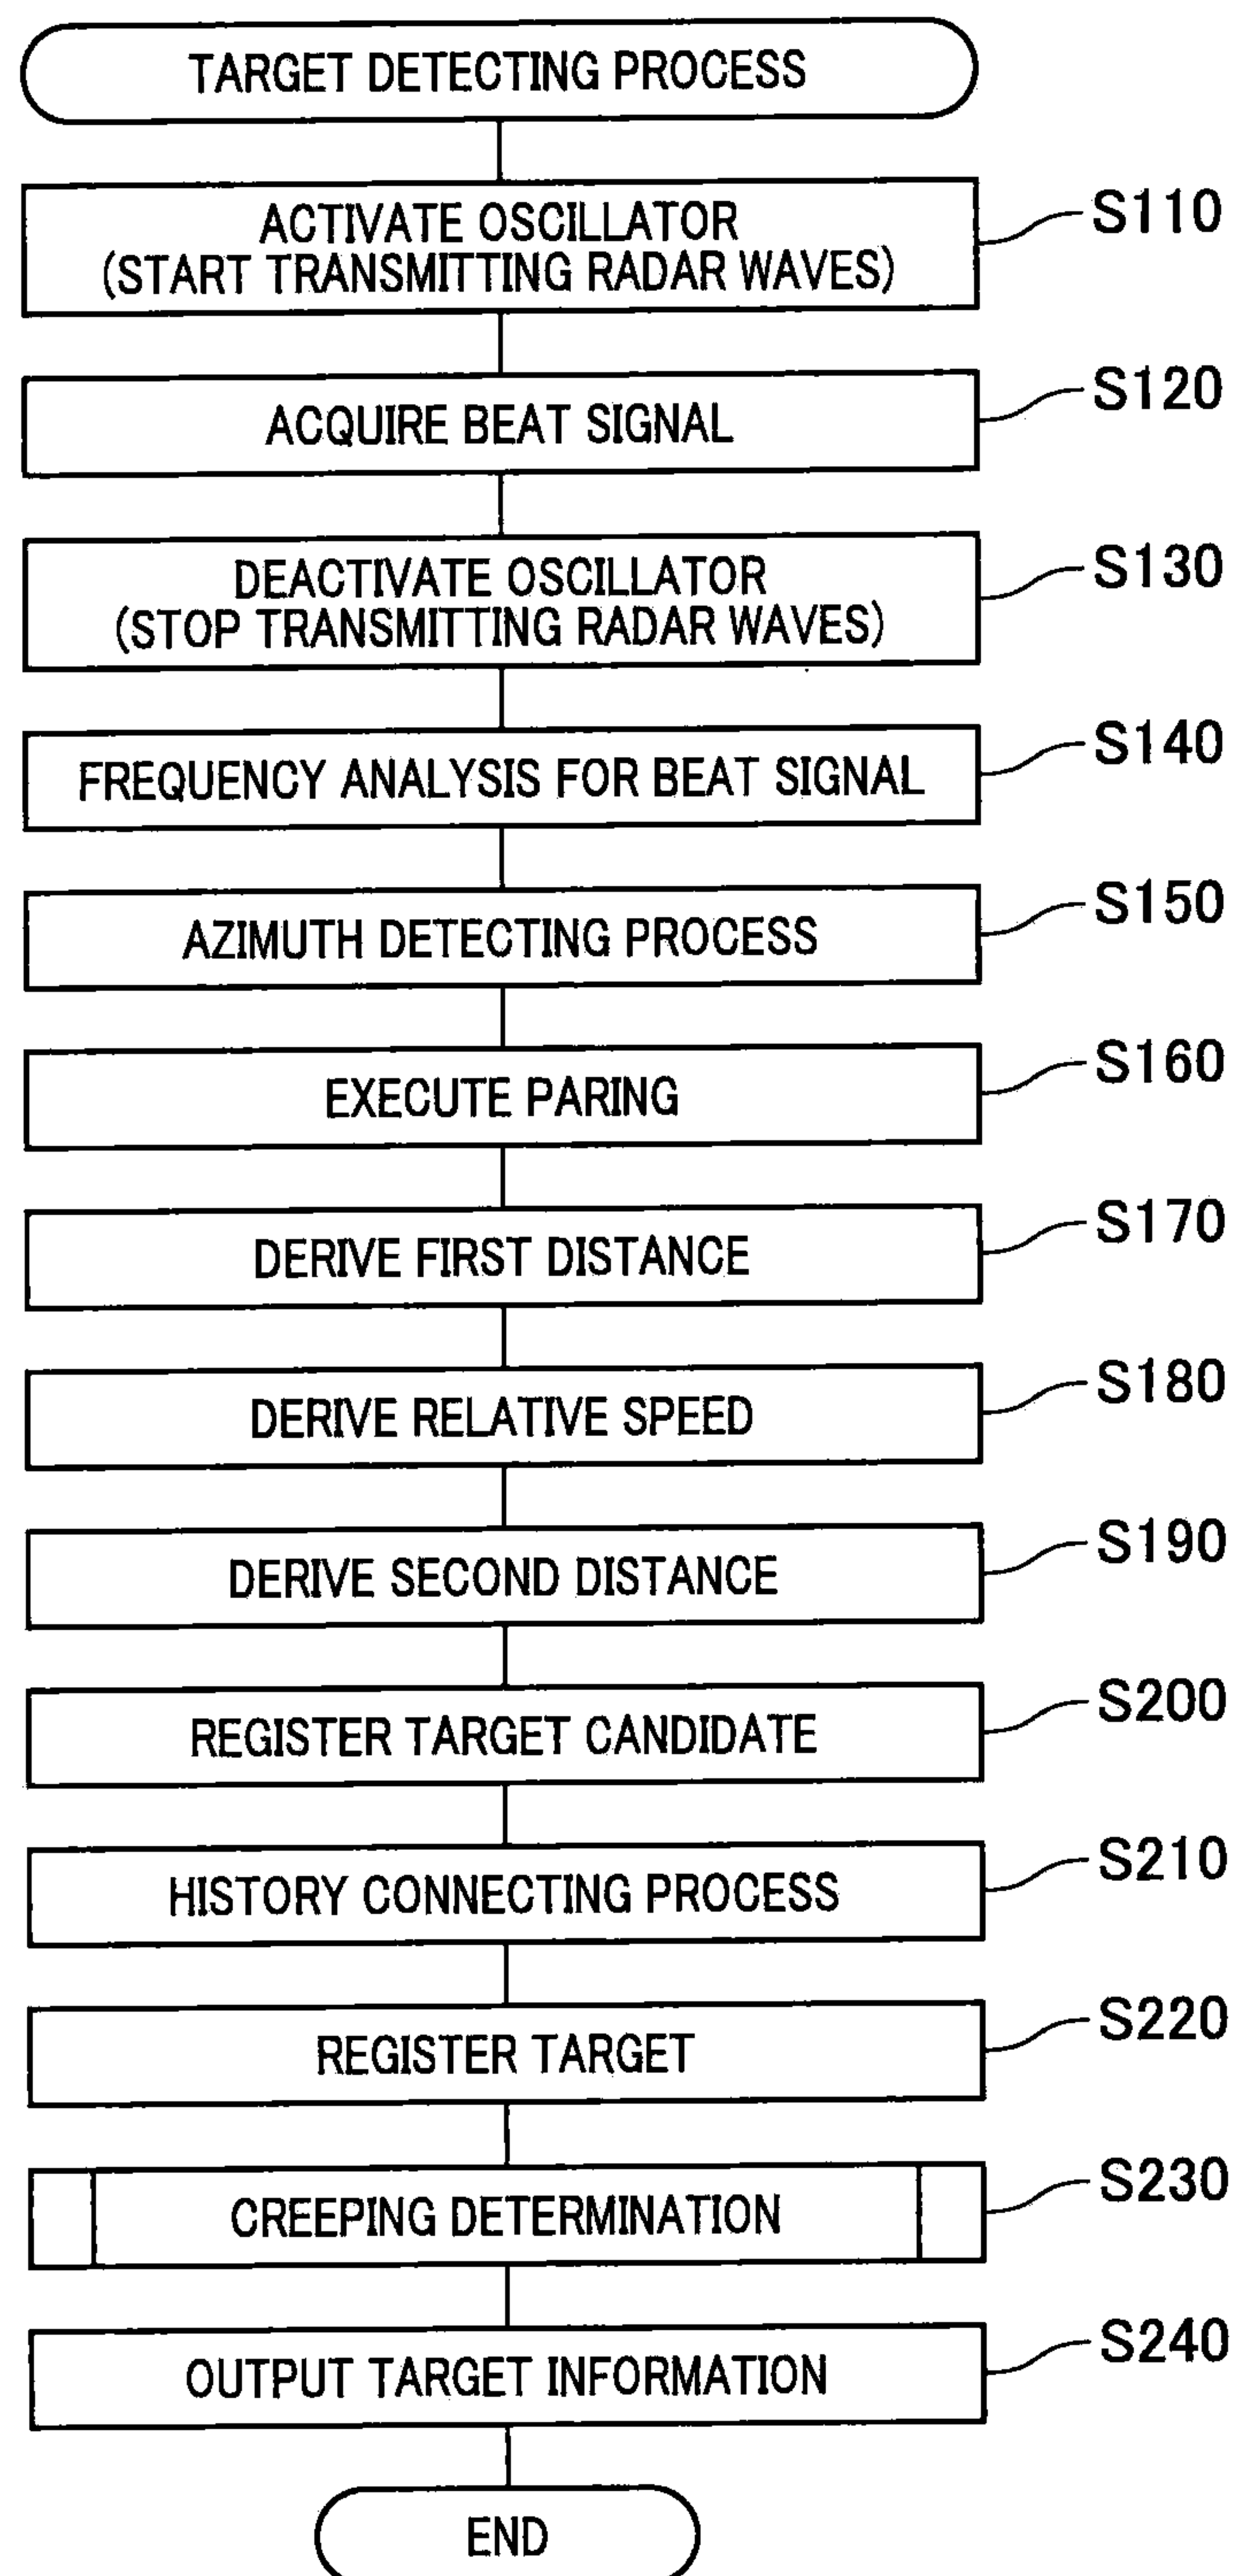 TARGET DETECTING PROCESS
ACTIVATE OSCILLATOR
(START TRANSMITTING RADAR WAVES)
S110
ACQUIRE BEAT SIGNAL
S120
DEACTIVATE OSCILLATOR
(STOP TRANSMITTING RADAR WAVES)
S130
FREQUENCY ANALYSIS FOR BEAT SIGNAL
S140
AZIMUTH DETECTING PROCESS
S150
EXECUTE PARING
S160
DERIVE FIRST DISTANCE
S170
DERIVE RELATIVE SPEED
S180
DERIVE SECOND DISTANCE
S190
REGISTER TARGET CANDIDATE
S200
HISTORY CONNECTING PROCESS
S210
REGISTER TARGET
S220
CREEPING DETERMINATION
S230
OUTPUT TARGET INFORMATION
S240
END